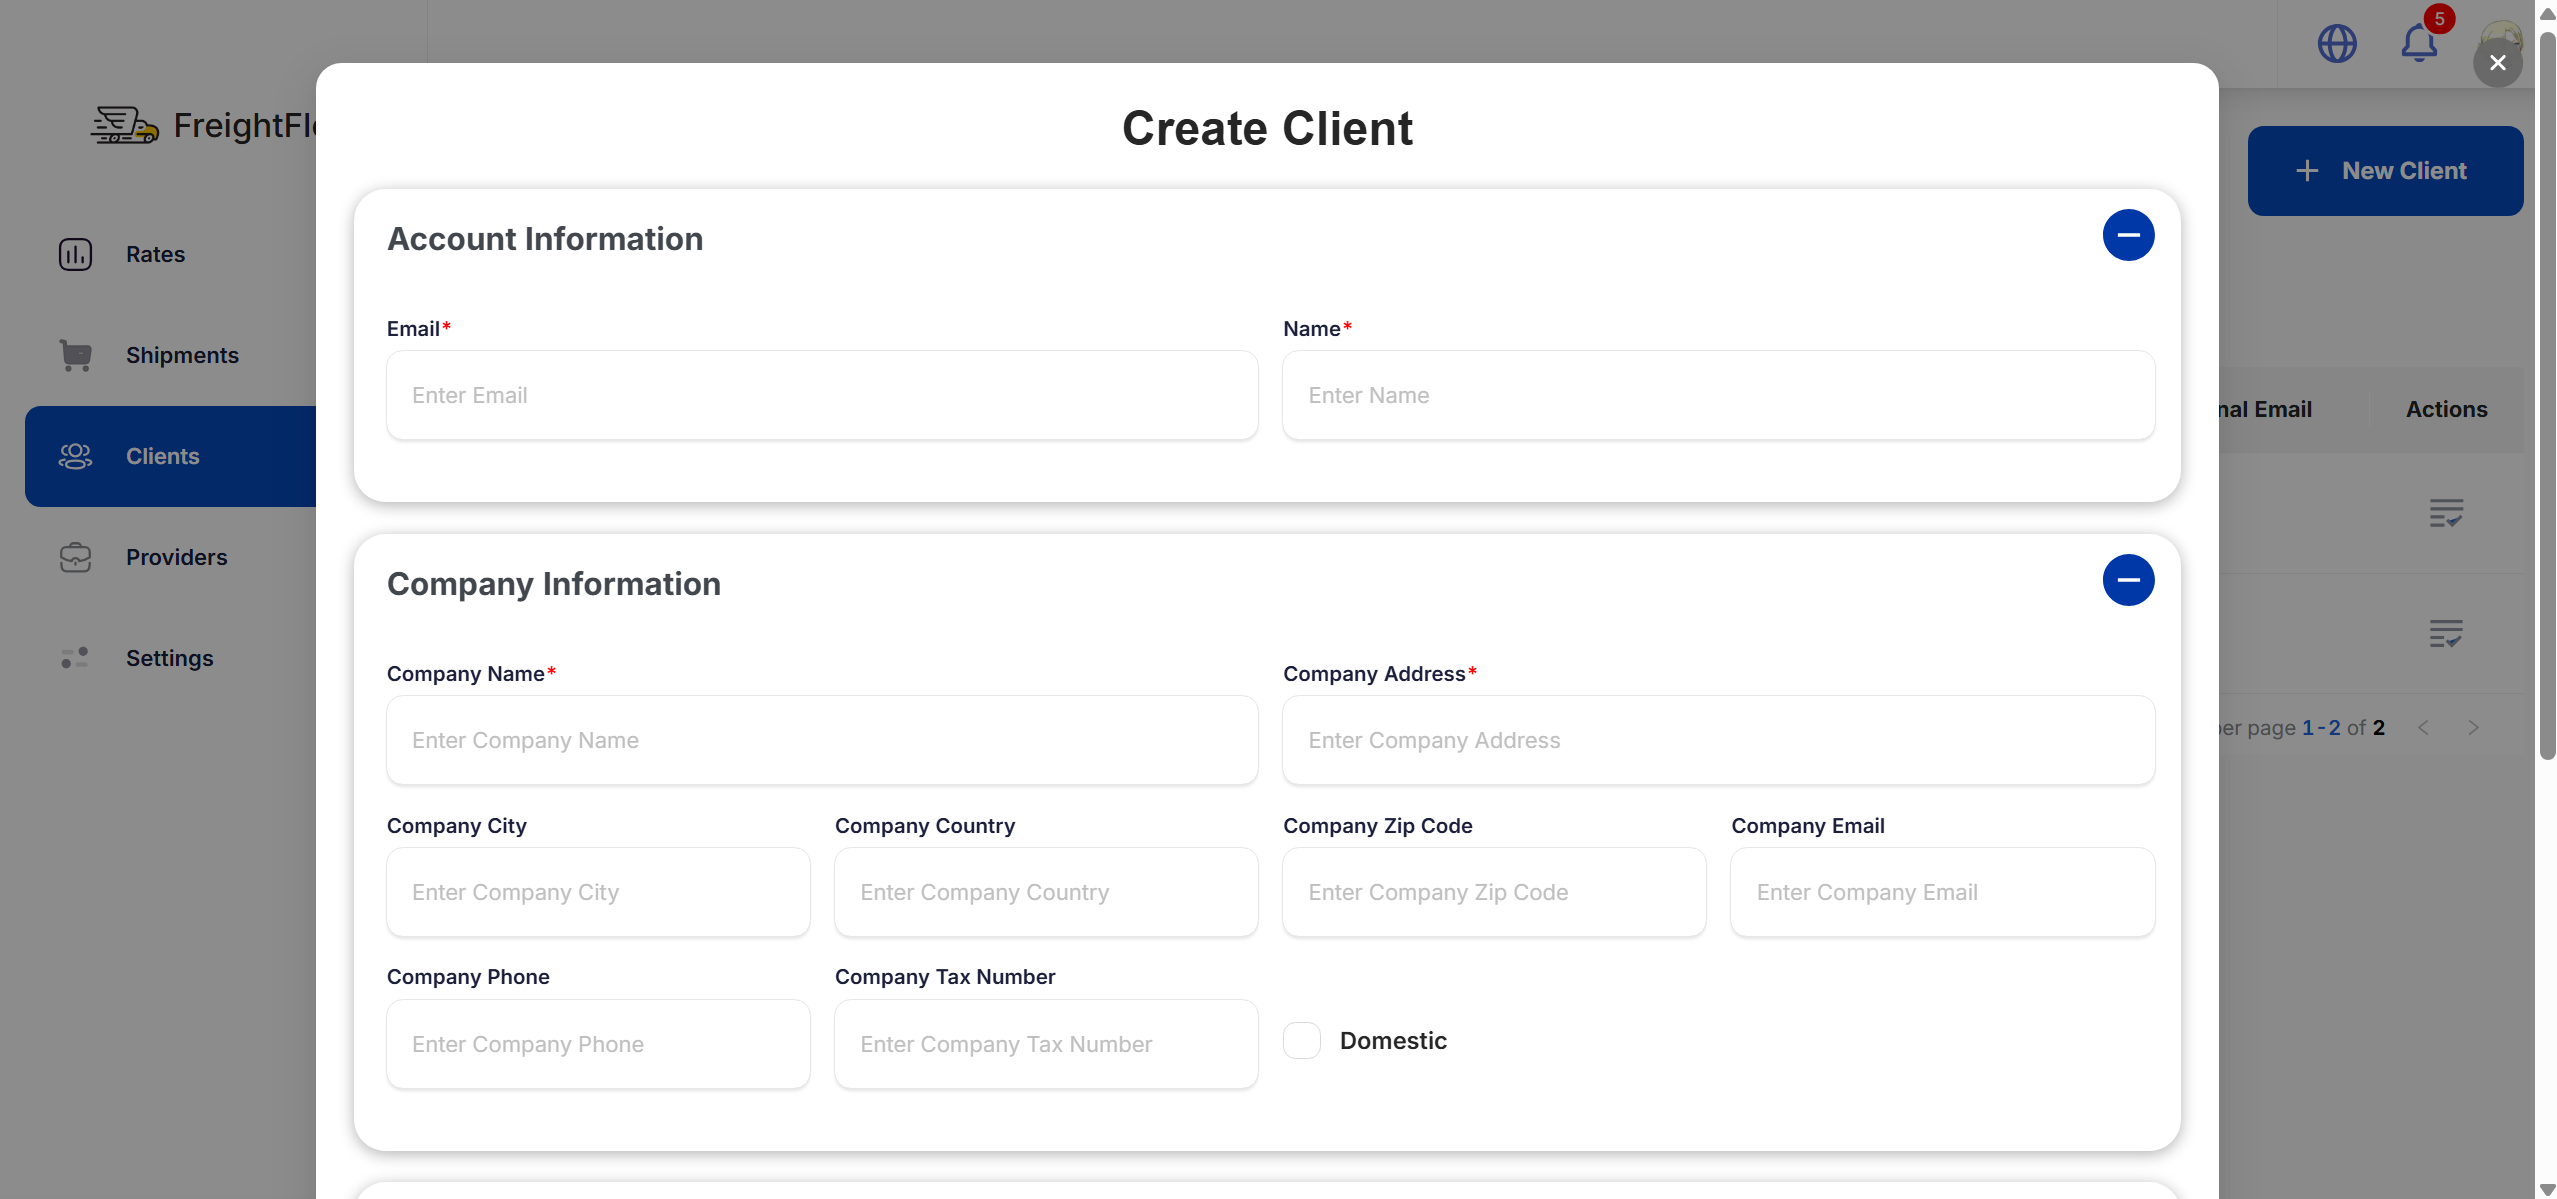 5
FreightFl
Create Client
New Client
Account Information
Rates
Email*
Name*
Shipments
Enter Email
Enter Name
nal Email
Actions
Clients
Providers
Company Information
Settings
Company Name*
Company Address*
Enter Company Name
Enter Company Address
per page 1-2 of 2
Company City
Company Country
Company Zip Code
Company Email
Enter Company City
Enter Company Country
Enter Company Zip Code
Enter Company Email
Company Phone
Company Tax Number
Enter Company Phone
Enter Company Tax Number
Domestic